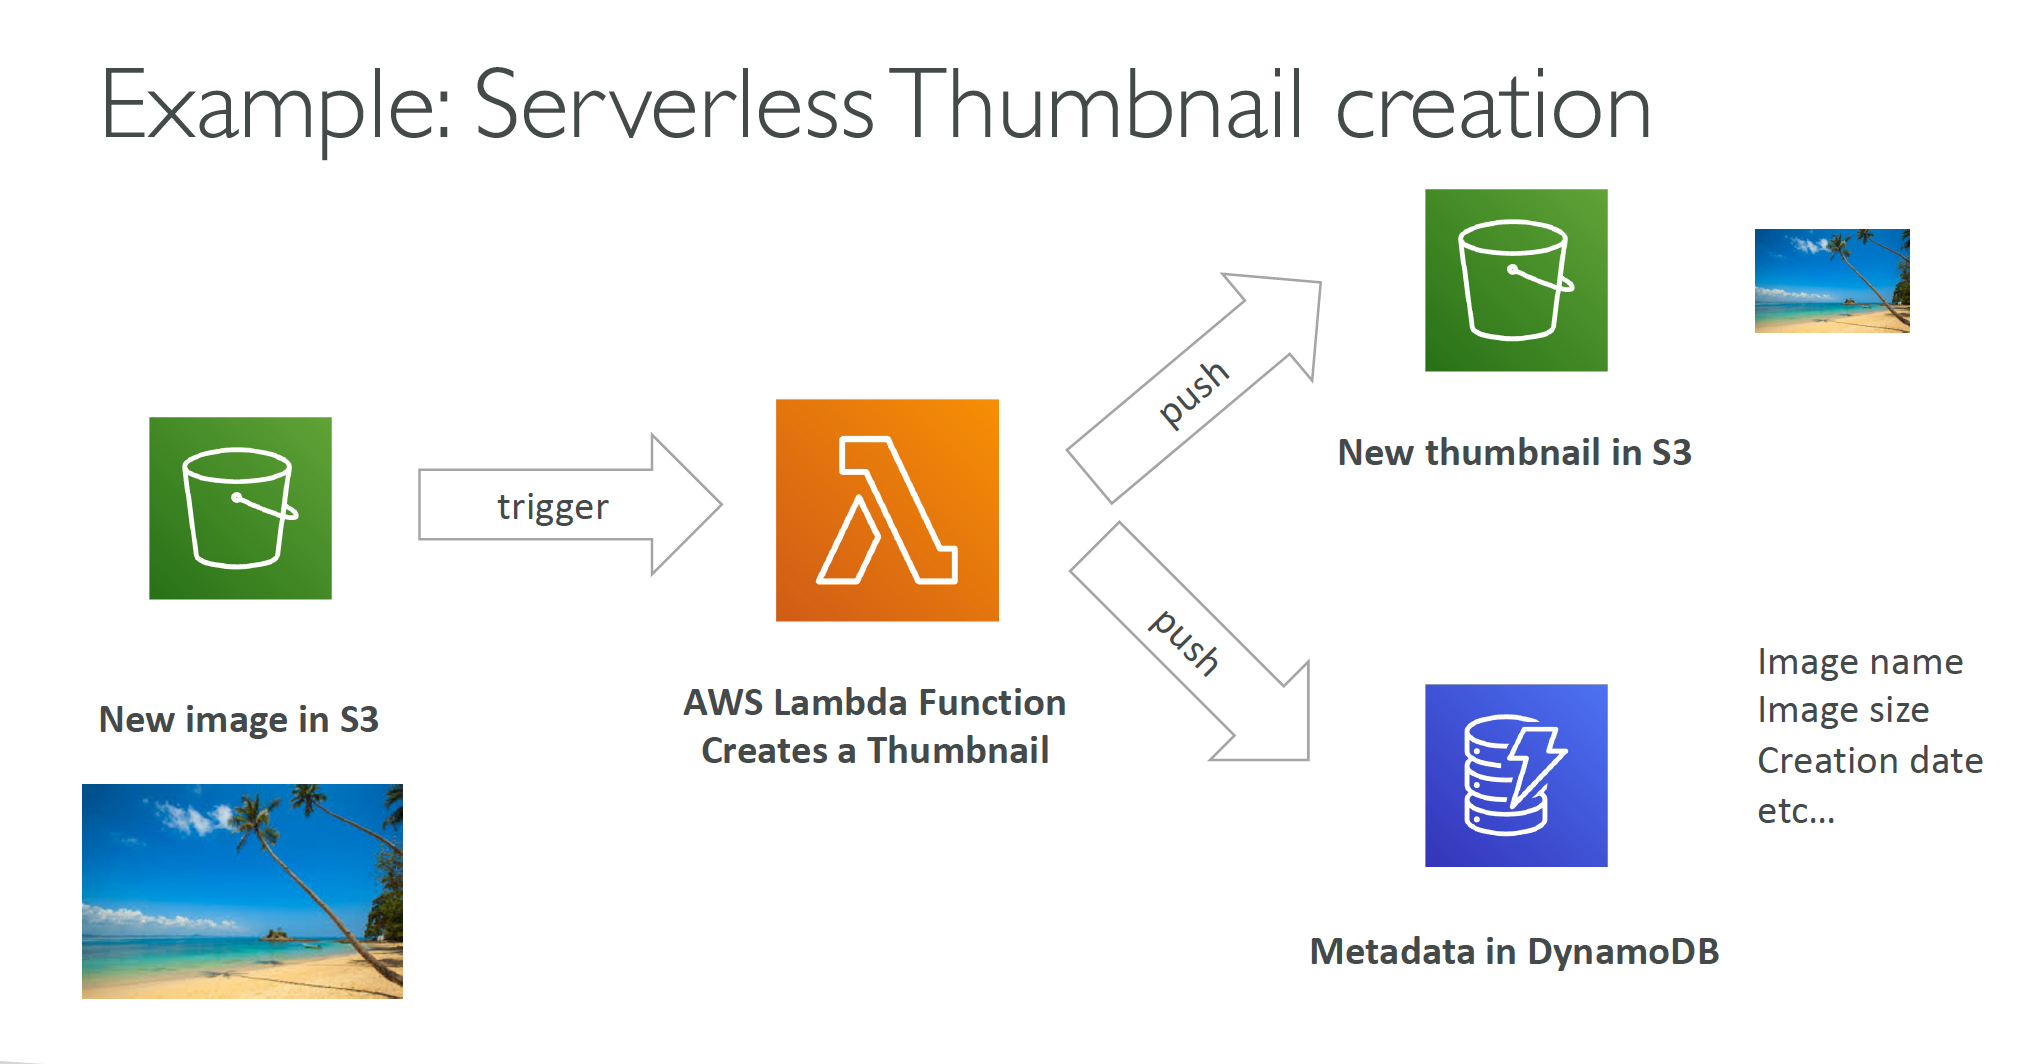 Example: Serverless Thumbnail creation
trigger
push
New thumbnail in S3
New image in S3
AWS Lambda Function
Creates a Thumbnail
push
Image name
Image size
Creation date
etc...
Metadata in DynamoDB